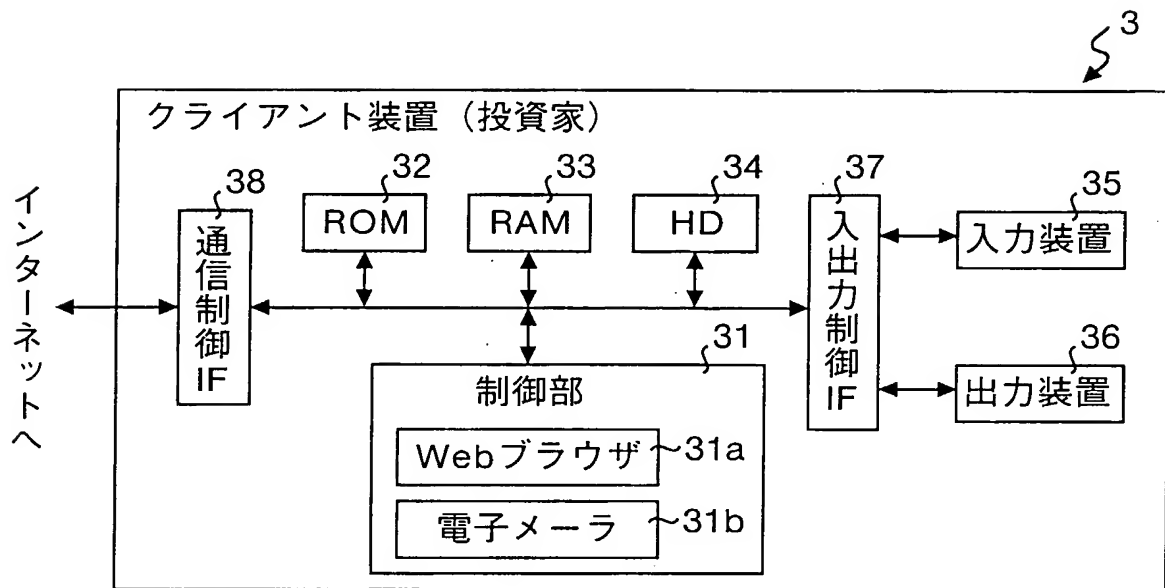 3
クライアント装置（投資家）
インターネットへ
38
通信制御IF
32
ROM
33
RAM
34
HD
37
入出力制御IF
35
入力装置
36
出力装置
31
制御部
Webブラウザ
31a
電子メーラ
31b